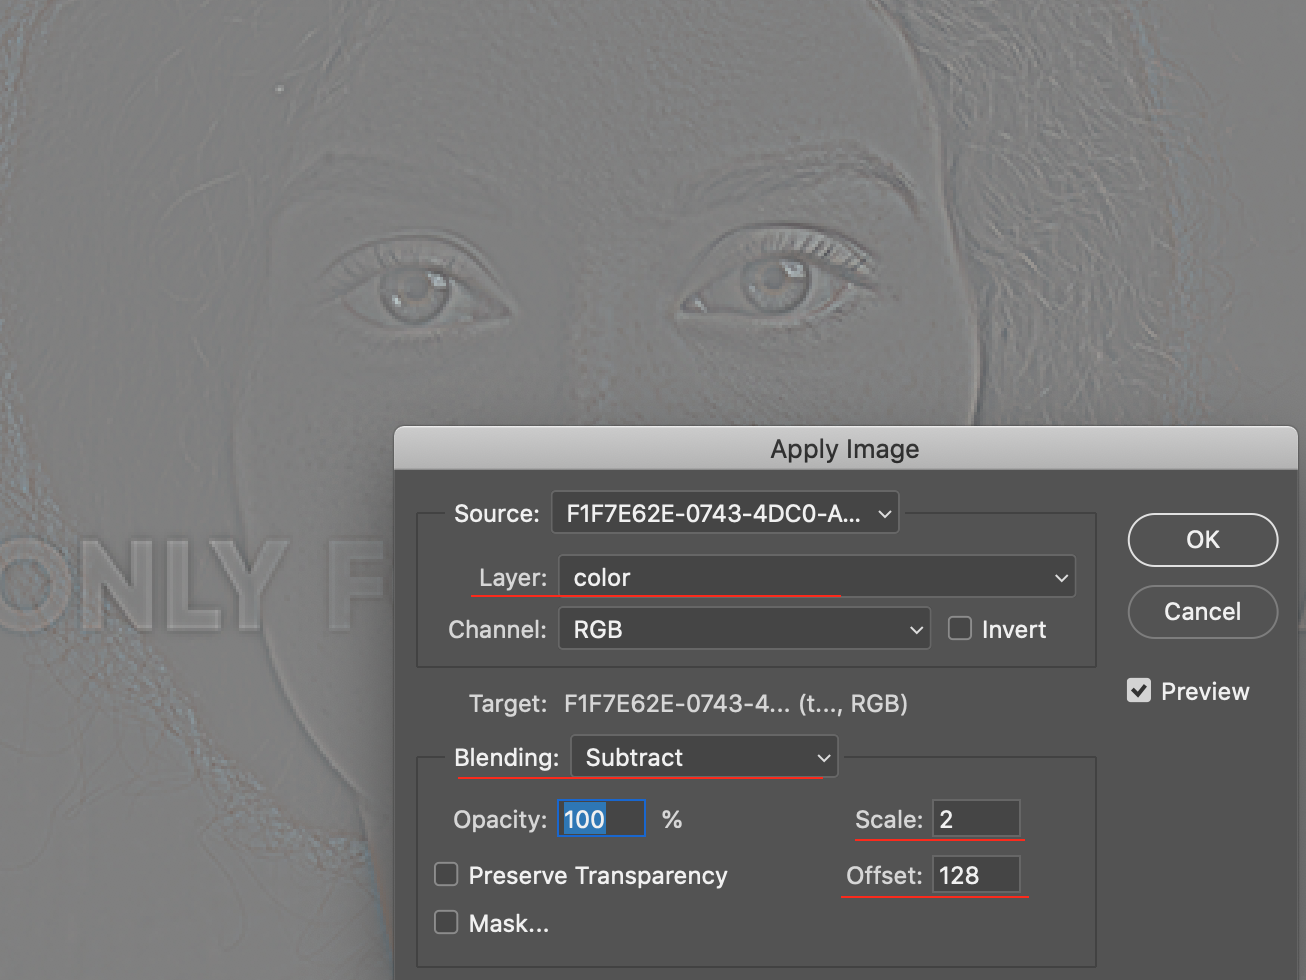 Apply Image
Source: F1F7E62E-0743-4DC0-A...
OK
Layer: color
Cancel
ONLY F
Channel: RGB
Invert
Preview
Target: F1F7E62E-0743-4... (t..., RGB)
Blending: Subtract
Opacity: 100 %
Scale: 2
Preserve Transparency
Offset: 128
Mask...